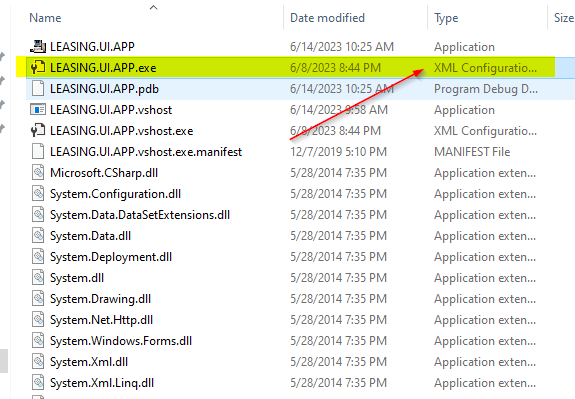 Name Date modified Type Size
LEASING.UI.APP 6/14/2023 10:25 AM Application
LEASING.UI.APP.exe 6/8/2023 8:44 PM XML Configuratio...
LEASING.UI.APP.pdb 6/14/2023 10:25 AM Program Debug D...
LEASING.UI.APP.vshost 6/14/2023 9:58 AM Application
LEASING.UI.APP.vshost.exe 6/8/2023 8:44 PM XML Configuratio...
LEASING.UI.APP.vshost.exe.manifest 12/7/2019 5:10 PM MANIFEST File
Microsoft.CSharp.dll 5/28/2014 7:35 PM Application exten...
System.Configuration.dll 5/28/2014 7:35 PM Application exten...
System.Data.DataSetExtensions.dll 5/28/2014 7:35 PM Application exten...
System.Data.dll 5/28/2014 7:35 PM Application exten...
System.Deployment.dll 5/28/2014 7:35 PM Application exten...
System.dll 5/28/2014 7:35 PM Application exten...
System.Drawing.dll 5/28/2014 7:35 PM Application exten...
System.Net.Http.dll 5/28/2014 7:35 PM Application exten...
System.Windows.Forms.dll 5/28/2014 7:35 PM Application exten...
System.Xml.dll 5/28/2014 7:35 PM Application exten...
System.Xml.Linq.dll 5/28/2014 7:35 PM Application exten...